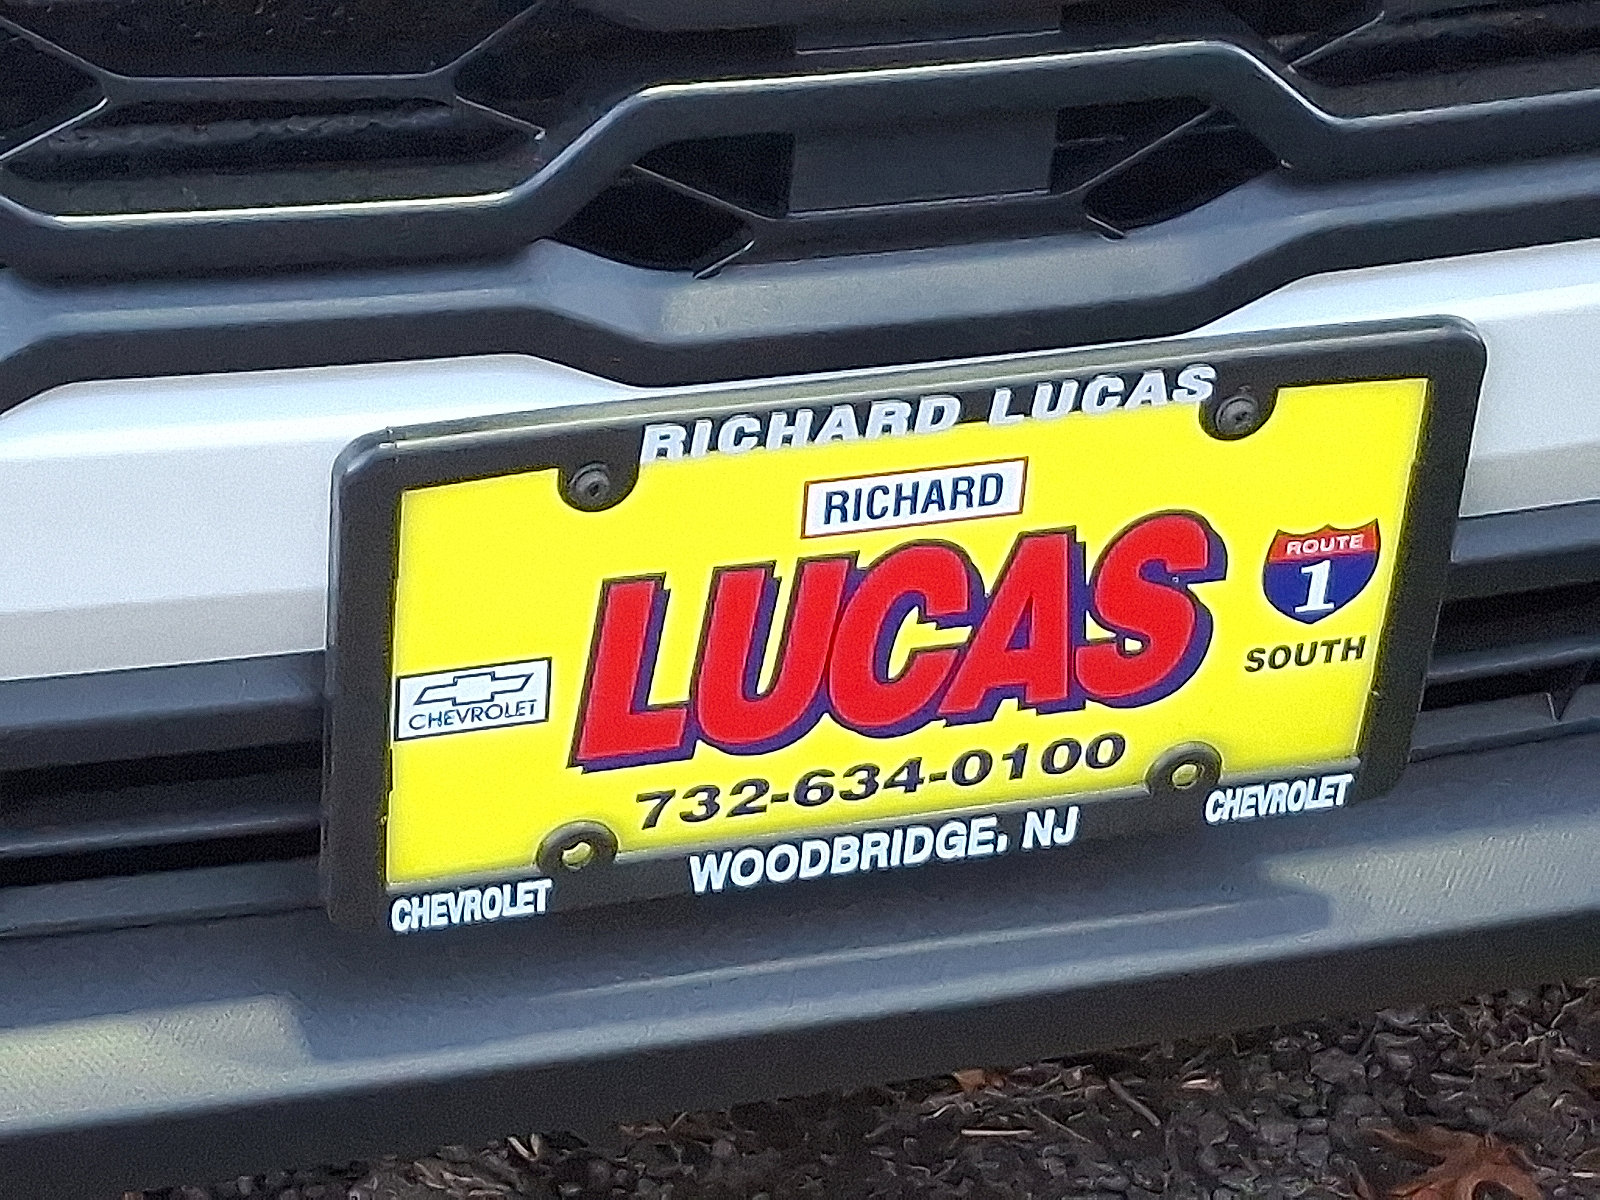 RICHARD LUCAS
RICHARD
LUCAS
ROUTE
1
SOUTH
CHEVROLET
732-634-0100
WOODBRIDGE, NJ
CHEVROLET
CHEVROLET